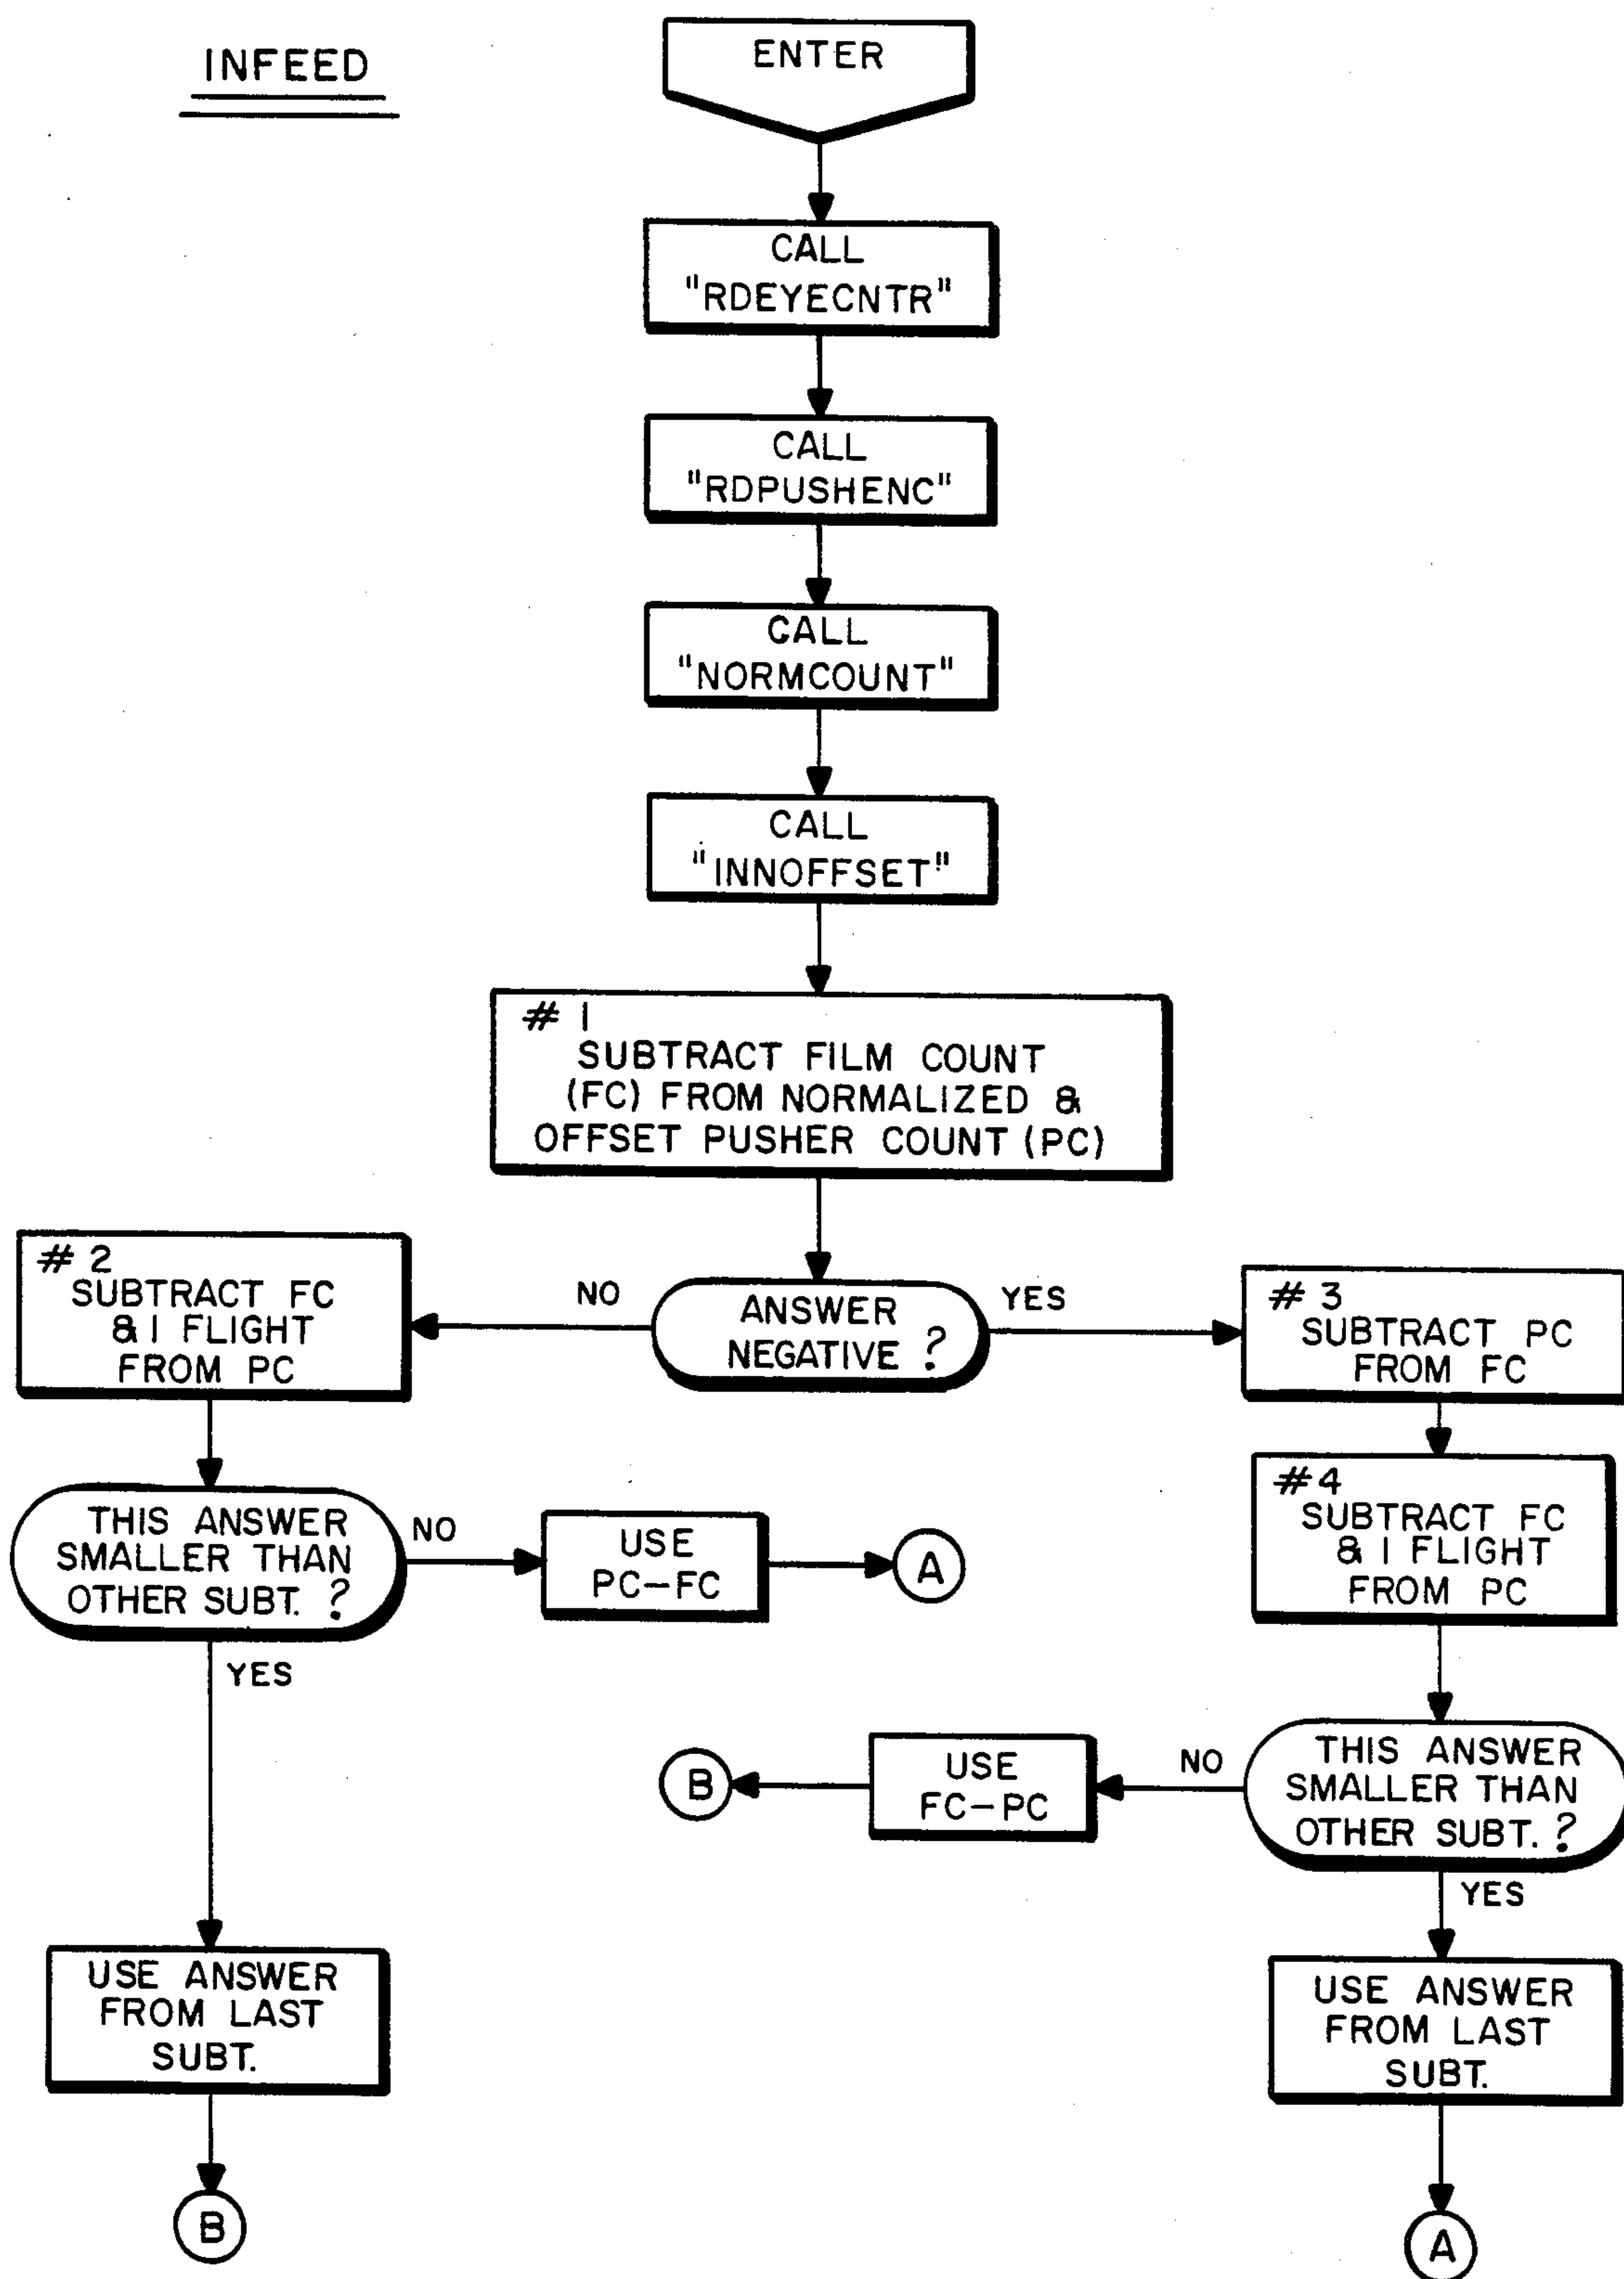 INFEED
ENTER
CALL
"RDEYECNTR"
CALL
"RDPUSHENC"
CALL
"NORMCOUNT"
CALL
"INNOFFSET"
# 1
SUBTRACT FILM COUNT
(FC) FROM NORMALIZED &
OFFSET PUSHER COUNT (PC)
ANSWER
NEGATIVE ?
NO
YES
# 2
SUBTRACT FC
& 1 FLIGHT
FROM PC
# 3
SUBTRACT PC
FROM FC
THIS ANSWER
SMALLER THAN
OTHER SUBT. ?
NO
USE
PC-FC
A
YES
#4
SUBTRACT FC
& 1 FLIGHT
FROM PC
THIS ANSWER
SMALLER THAN
OTHER SUBT. ?
NO
USE
FC-PC
B
YES
USE ANSWER
FROM LAST
SUBT.
B
USE ANSWER
FROM LAST
SUBT.
A